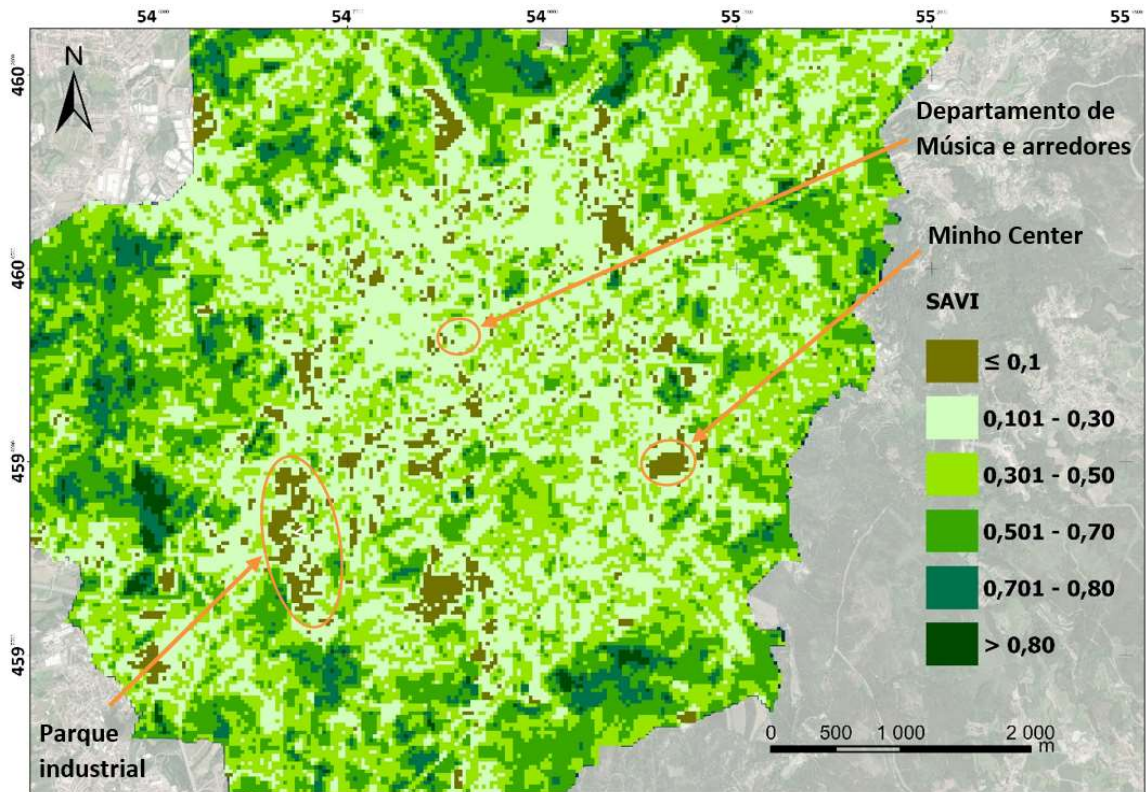 54 54 54 55 55 55
N
460
460
459
459
Departamento de
Música e arredores
Minho Center
SAVI
≤ 0,1
0,101 - 0,30
0,301 - 0,50
0,501 - 0,70
0,701 - 0,80
> 0,80
Parque
industrial
0 500 1 000 2 000
m